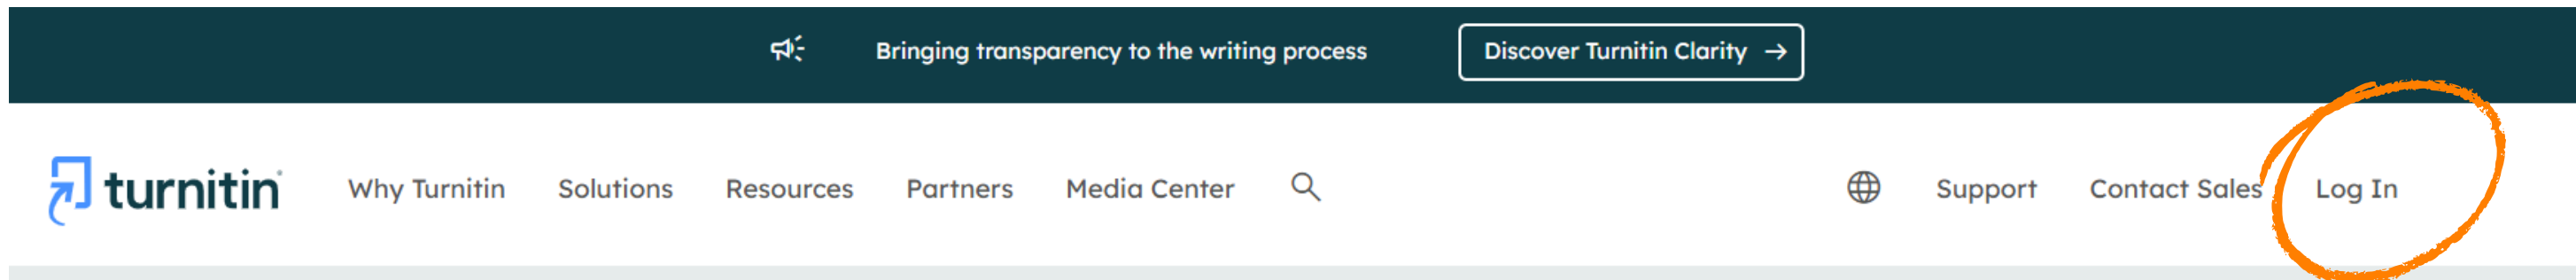 Bringing transparency to the writing process Discover Turnitin Clarity →
turnitin Why Turnitin Solutions Resources Partners Media Center Support Contact Sales Log In